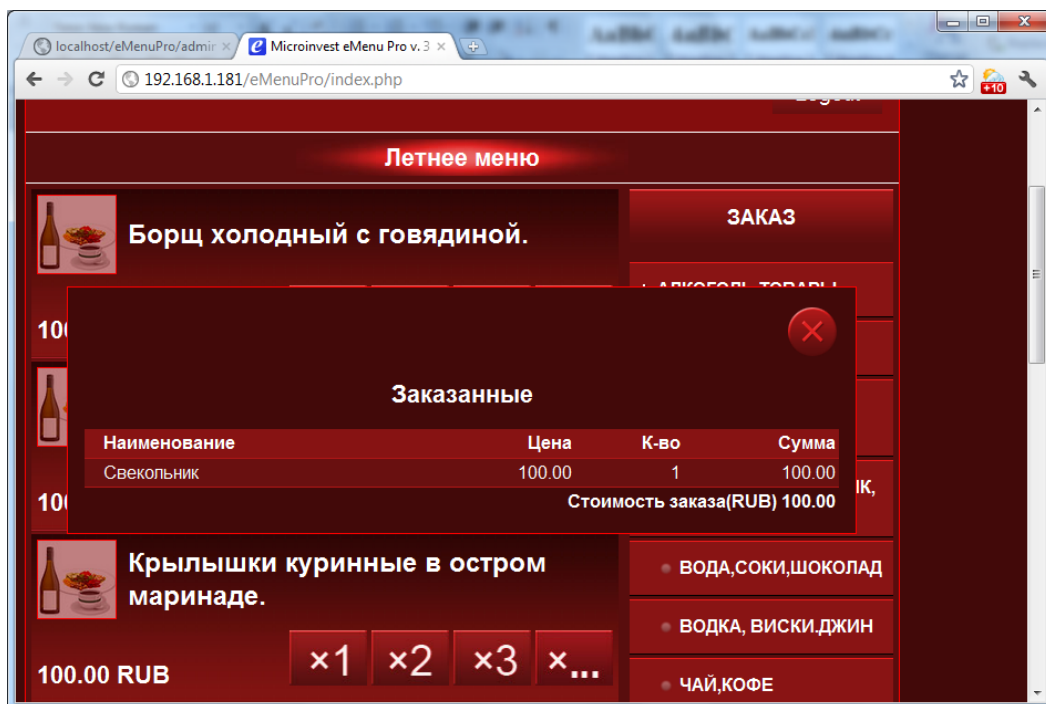 localhost/eMenuPro/admir
Microinvest eMenu Pro v. 3
192.168.1.181/eMenuPro/index.php
+10
Летнее меню
Борщ холодный с говядиной.
ЗАКАЗ
Заказанные
Наименование Цена К-во Сумма
Свекольник 100.00 1 100.00
Стоимость заказа(RUB) 100.00
Крылышки куринные в остром
маринаде.
100.00 RUB
×1 ×2 ×3 ×...
ВОДА,СОКИ,ШОКОЛАД
ВОДКА, ВИСКИ.ДЖИН
ЧАЙ,КОФЕ